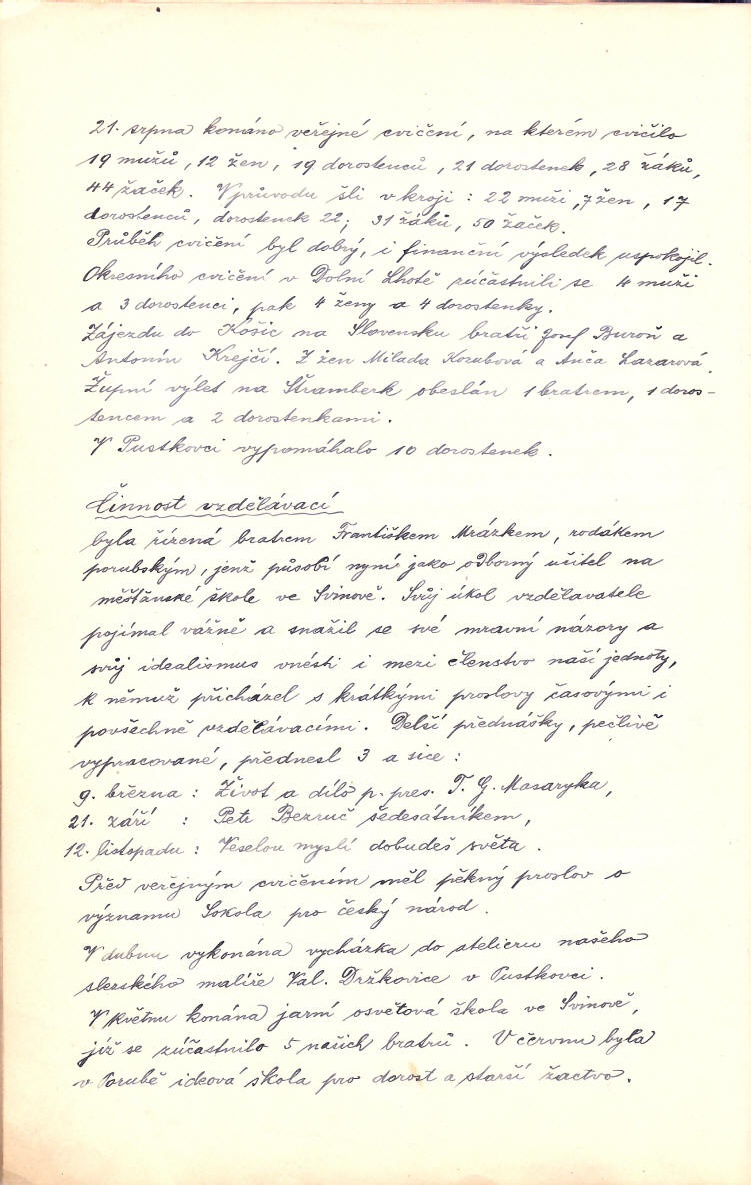 21. srpna konáno veřejné cvičení, na kterém cvičilo
19 mužů, 12 žen, 19 dorostenců, 21 dorostenek, 28 žáků,
44 žaček. V průvodu šli v kroji: 22 muži, 7 žen, 17
dorostenců, dorostenek 22, 31 žáků, 50 žaček.
Průběh cvičení byl dobrý, i finanční výsledek uspokojil.
Okresního cvičení v Dolní Lhotě zúčastnili se 4 muži
a 3 dorostenci, pak 4 ženy a 4 dorostenky.
Zájezdu do Košic na Slovensku bratří Josef Buroň a
Antonín Krejčí. Z žen Milada Kozubová a Anča Lazarová.
Župní výlet na Štramberk obeslán 1 bratrem, 1 doros-
tencem a 2 dorostenkami.
V Pustkovci vypomáhalo 10 dorostenek.
Činnost vzdělávací
byla řízená bratrem Františkem Mrázkem, rodákem
porubským, jenž působí nyní jako odborný učitel na
měšťanské škole ve Svinově. Svůj úkol vzdělavatele
pojímal vážně a snažil se své mravní názory a
svůj idealismus vnésti i mezi členstvo naší jednoty,
k němuž přicházel s krátkými proslovy časovými i
povšechně vzdělávacími. Delší přednášky, pečlivě
vypracované, přednesl 3 a sice:
9. března: Život a dílo p. pres. T. G. Masaryka,
21. září : Petr Bezruč šedesátníkem,
12. listopadu: Veselou myslí dobudeš světa.
Před veřejným cvičením měl pěkný proslov o
významu Sokola pro český národ.
V dubnu vykonána vycházka do atelieru našeho
slezského malíře Val. Držkovice v Pustkovci.
V květnu konána jarní osvětová škola ve Svinově,
jíž se zúčastnilo 5 našich bratrů. V červnu byla
v Porubě ideová škola pro dorost a starší žactvo.